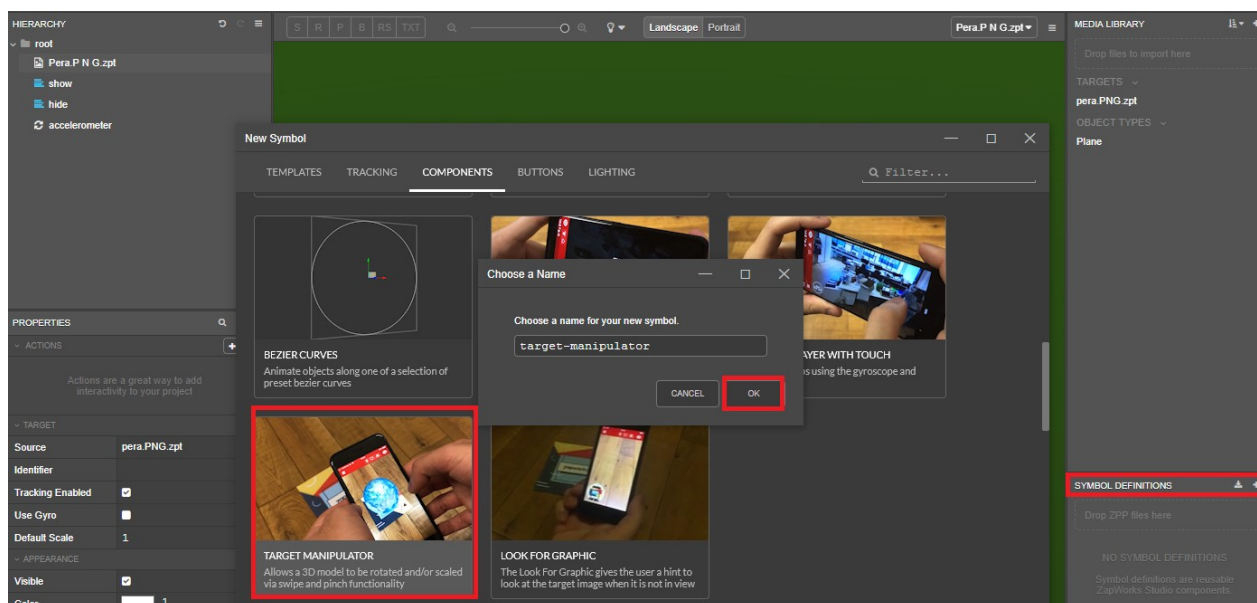 HIERARCHY
root
Pera.P N G.zpt
show
hide
accelerometer
S R P B RS TXT
Landscape Portrait
Pera.P N G.zpt
MEDIA LIBRARY
Drop files to import here
TARGETS
pera.PNG.zpt
OBJECT TYPES
Plane
New Symbol
TEMPLATES TRACKING COMPONENTS BUTTONS LIGHTING
Filter...
Choose a Name
Choose a name for your new symbol.
target-manipulator
CANCEL OK
BEZIER CURVES
Animate objects along one of a selection of
preset bezier curves
AYER WITH TOUCH
s using the gyroscope and
TARGET MANIPULATOR
Allows a 3D model to be rotated and/or scaled
via swipe and pinch functionality
LOOK FOR GRAPHIC
The Look For Graphic gives the user a hint to
look at the target image when it is not in view
PROPERTIES
ACTIONS
Actions are a great way to add
interactivity to your project
TARGET
Source pera.PNG.zpt
Identifier
Tracking Enabled
Use Gyro
Default Scale 1
APPEARANCE
Visible
Color 1
SYMBOL DEFINITIONS
Drop ZPP files here
NO SYMBOL DEFINITIONS
Symbol definitions are reusable
ZapWorks Studio components.